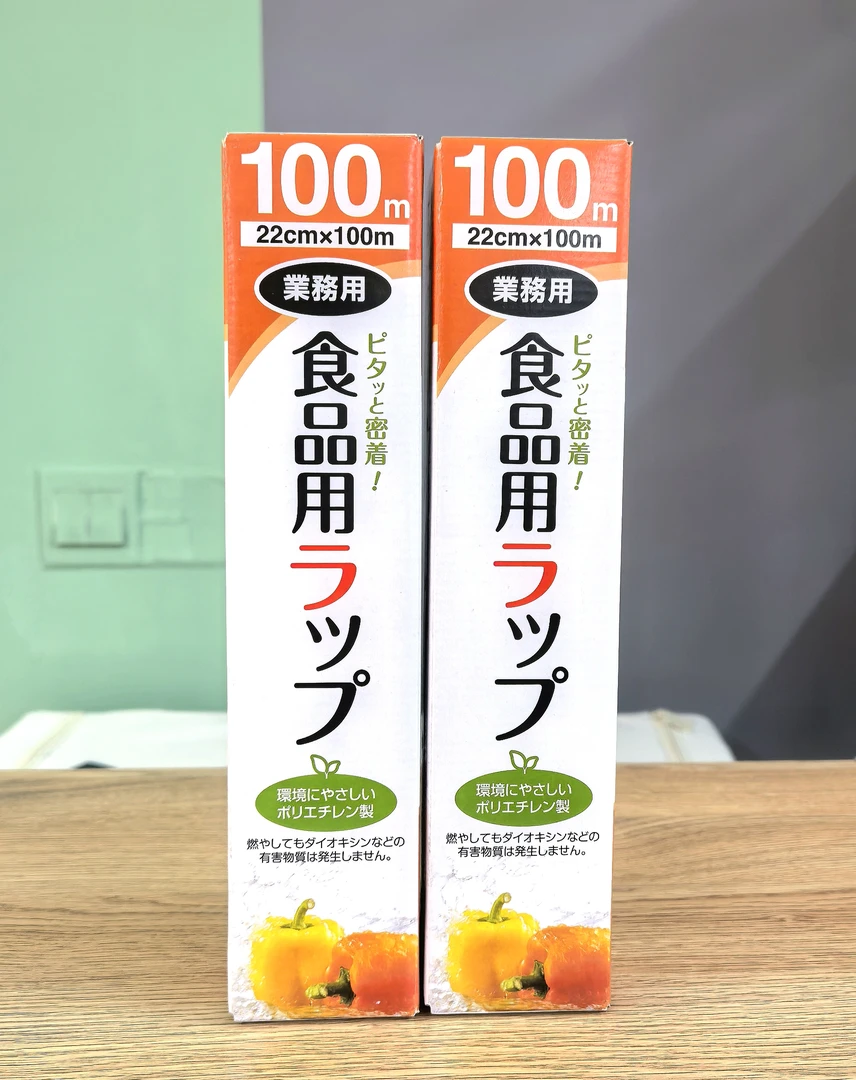 100m
22cm×100m
業務用
ピタッと密着!
食品用ラップ
環境にやさしい
ポリエチレン製
燃やしてもダイオキシンなどの
有害物質は発生しません。
100m
22cm×100m
業務用
ピタッと密着!
食品用ラップ
環境にやさしい
ポリエチレン製
燃やしてもダイオキシンなどの
有害物質は発生しません。